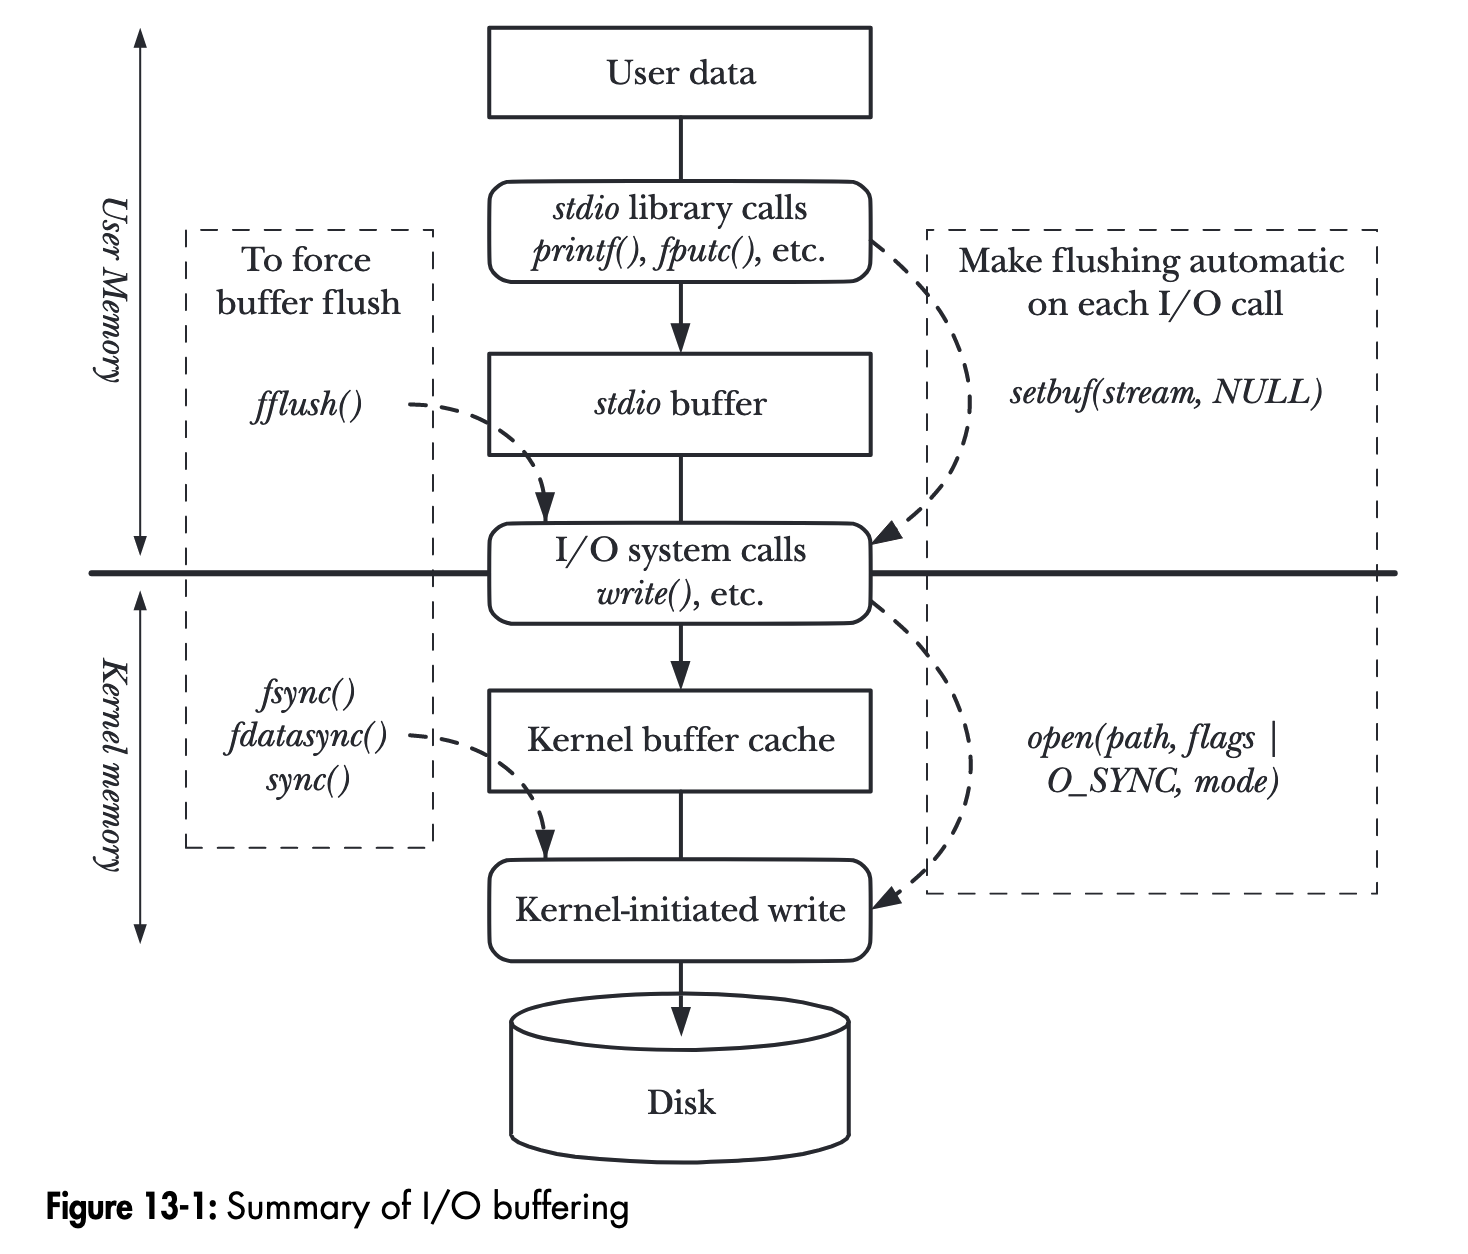 User data
stdio library calls
printf(), fputc(), etc.
User Memory
To force
buffer flush
Make flushing automatic
on each I/O call
fflush()
stdio buffer
setbuf(stream, NULL)
I/O system calls
write(), etc.
Kernel memory
fsync()
fdatasync()
sync()
Kernel buffer cache
open(path, flags |
O_SYNC, mode)
Kernel-initiated write
Disk
Figure 13-1: Summary of I/O buffering